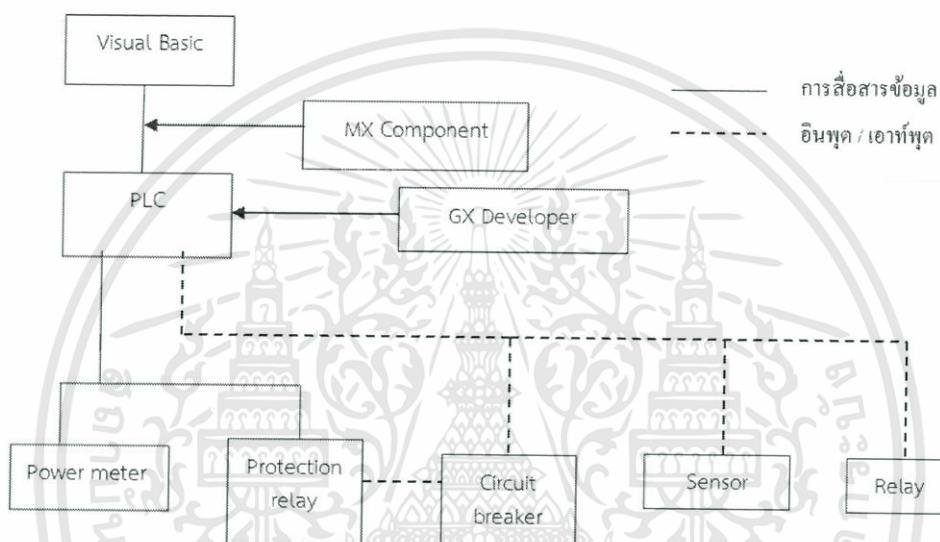 Visual Basic
การสื่อสารข้อมูล
MX Component
อินพุต / เอาท์พุต
PLC
GX Developer
Power meter
Protection
relay
Circuit
breaker
Sensor
Relay